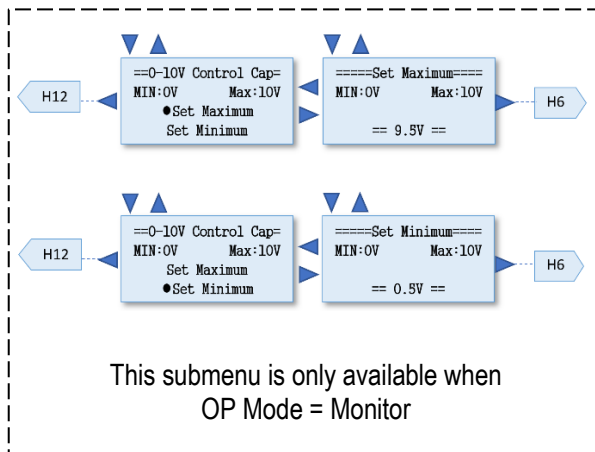 H12
==0-10V Control Cap=
MIN:0V Max:10V
●Set Maximum
Set Minimum
=====Set Maximum====
MIN:0V Max:10V
== 9.5V ==
H6
H12
==0-10V Control Cap=
MIN:0V Max:10V
Set Maximum
●Set Minimum
=====Set Minimum====
MIN:0V Max:10V
== 0.5V ==
H6
This submenu is only available when
OP Mode = Monitor